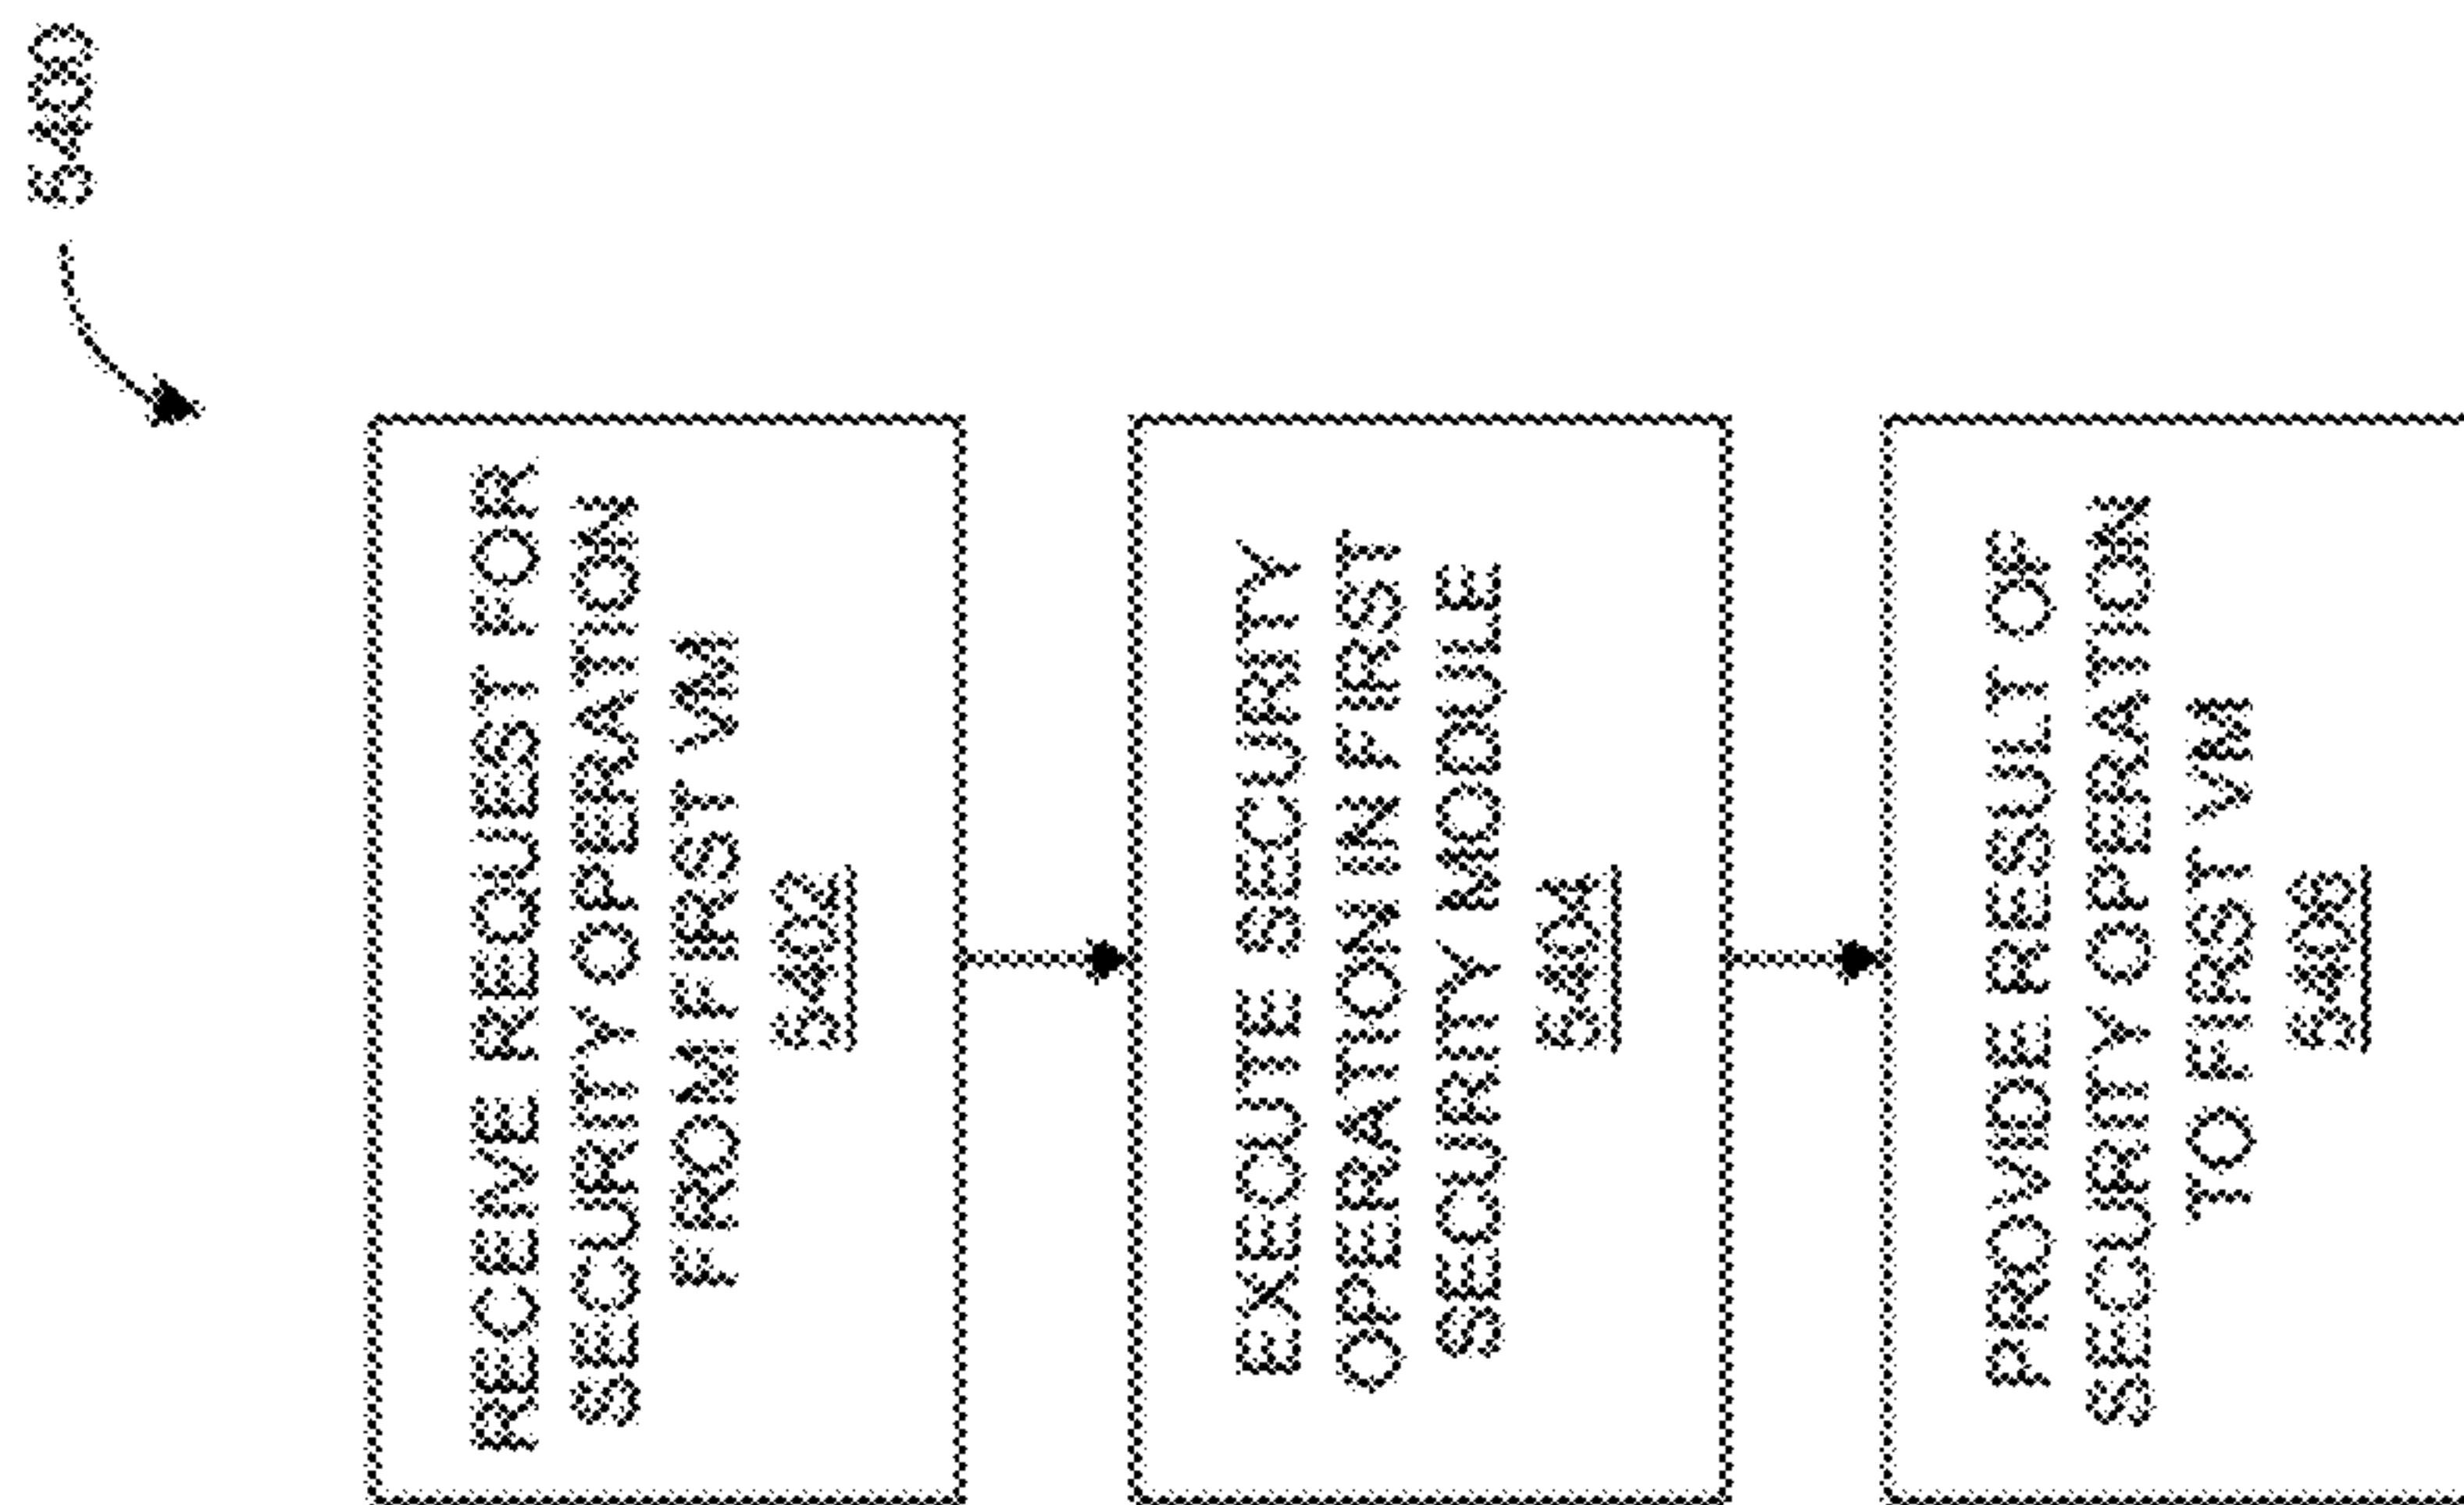 5400
RECEIVE REQUEST FOR
SECURITY OPERATION
FROM FIRST VM
5402
EXECUTE SECURITY
OPERATION IN FIRST
SECURITY MODULE
5404
PROVIDE RESULT OF
SECURITY OPERATION
TO FIRST VM